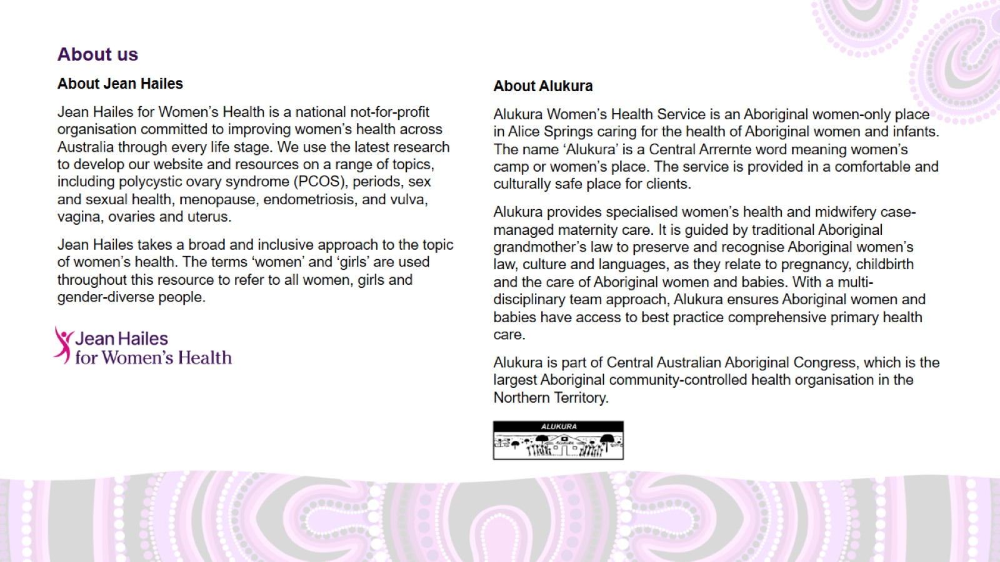 About us
About Jean Hailes
Jean Hailes for Women’s Health is a national not-for-profit
organisation committed to improving women’s health across
Australia through every life stage. We use the latest research
to develop our website and resources on a range of topics,
including polycystic ovary syndrome (PCOS), periods, sex
and sexual health, menopause, endometriosis, and vulva,
vagina, ovaries and uterus.
Jean Hailes takes a broad and inclusive approach to the topic
of women’s health. The terms ‘women’ and ‘girls’ are used
throughout this resource to refer to all women, girls and
gender-diverse people.
Jean Hailes
for Women’s Health
About Alukura
Alukura Women’s Health Service is an Aboriginal women-only place
in Alice Springs caring for the health of Aboriginal women and infants.
The name ‘Alukura’ is a Central Arrernte word meaning women’s
camp or women’s place. The service is provided in a comfortable and
culturally safe place for clients.
Alukura provides specialised women’s health and midwifery case-
managed maternity care. It is guided by traditional Aboriginal
grandmother’s law to preserve and recognise Aboriginal women’s
law, culture and languages, as they relate to pregnancy, childbirth
and the care of Aboriginal women and babies. With a multi-
disciplinary team approach, Alukura ensures Aboriginal women and
babies have access to best practice comprehensive primary health
care.
Alukura is part of Central Australian Aboriginal Congress, which is the
largest Aboriginal community-controlled health organisation in the
Northern Territory.
ALUKURA
ALUKURA